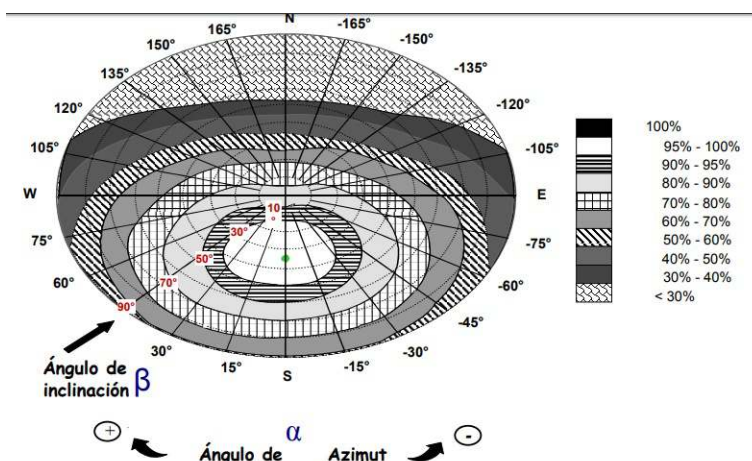 N
165°
-165°
150°
-150°
135°
-135°
120°
-120°
105°
-105°
W
E
75°
-75°
60°
-60°
-45°
30°
-30°
15°
-15°
S
10
°
30°
50°
70°
90°
100%
95% - 100%
90% - 95%
80% - 90%
70% - 80%
60% - 70%
50% - 60%
40% - 50%
30% - 40%
< 30%
Ángulo de
inclinación β
α
+
Ángulo de Azimut
-